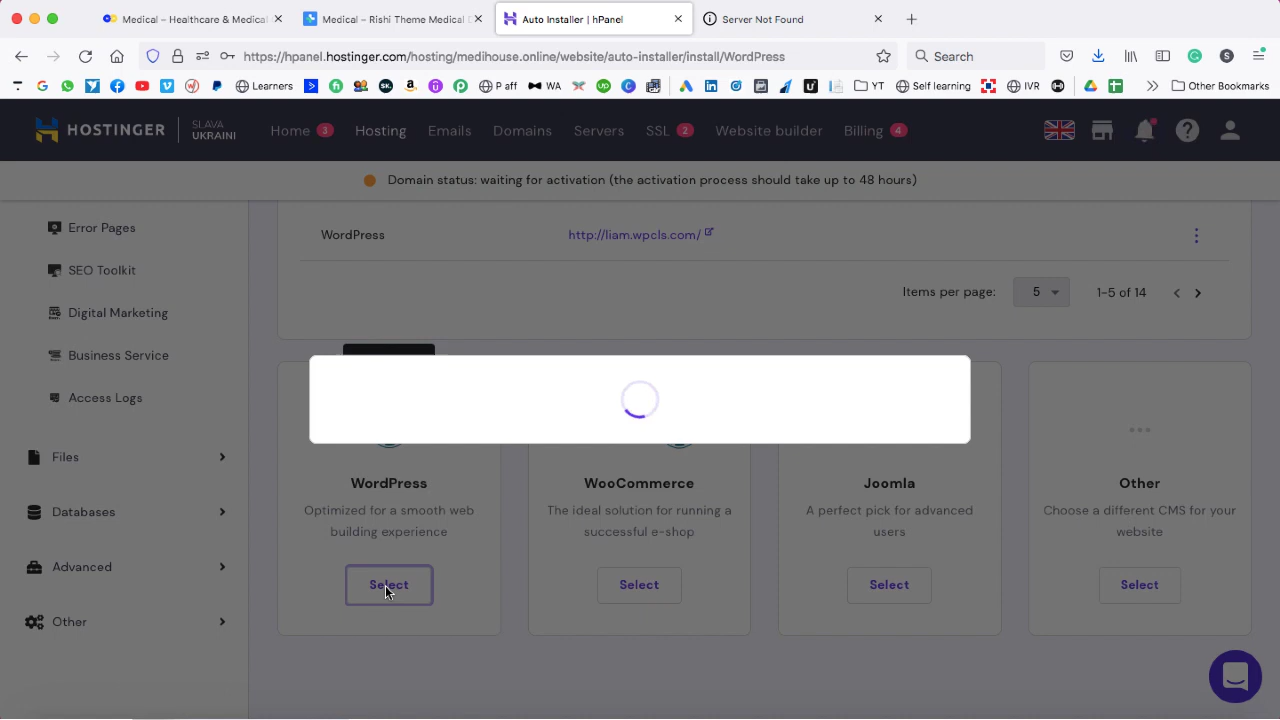 Medical – Healthcare & Medical
Medical – Rishi Theme Medical
Auto Installer | hPanel
Server Not Found
https://hpanel.hostinger.com/hosting/medihouse.online/website/auto-installer/install/WordPress
Search
Learners
P aff
WA
YT
Self learning
IVR
Other Bookmarks
HOSTINGER
SLAVA
UKRAINI
Home 3
Hosting
Emails
Domains
Servers
SSL 2
Website builder
Billing 4
Domain status: waiting for activation (the activation process should take up to 48 hours)
Error Pages
SEO Toolkit
Digital Marketing
Business Service
Access Logs
Files
Databases
Advanced
Other
WordPress
http://liam.wpcls.com/
Items per page:
5
1-5 of 14
WordPress
Optimized for a smooth web
building experience
Select
WooCommerce
The ideal solution for running a
successful e-shop
Select
Joomla
A perfect pick for advanced
users
Select
Other
Choose a different CMS for your
website
Select